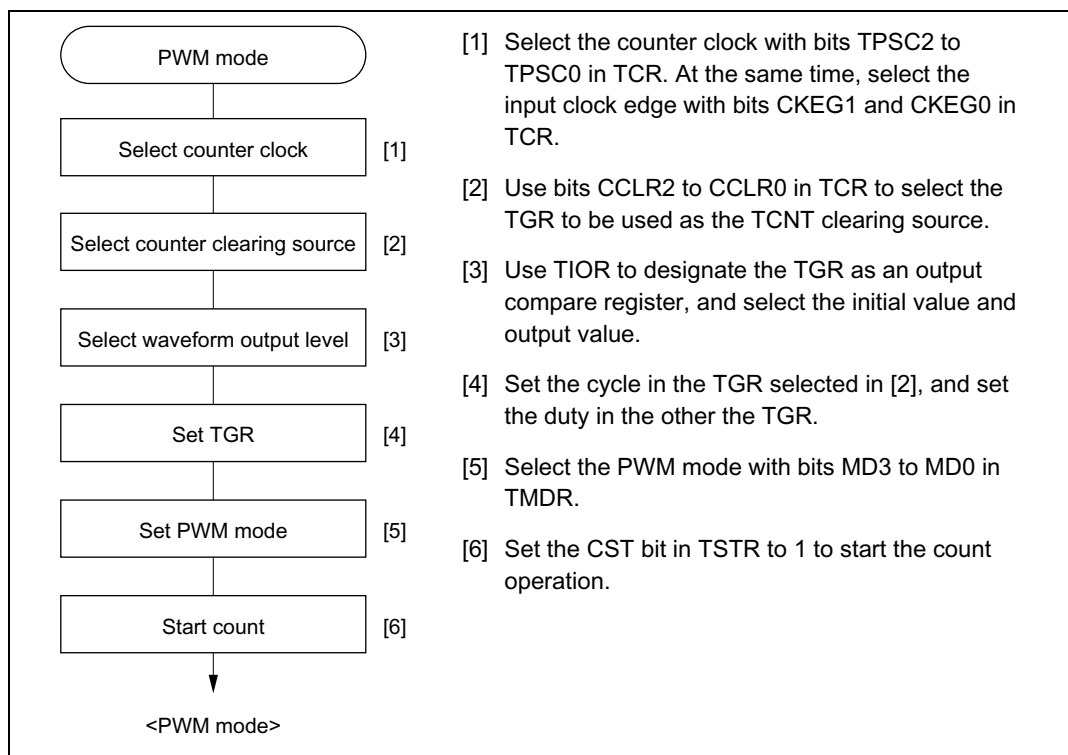 PWM mode
Select counter clock [1]
Select counter clearing source [2]
Select waveform output level [3]
Set TGR [4]
Set PWM mode [5]
Start count [6]
<PWM mode>
[1] Select the counter clock with bits TPSC2 to
TPSC0 in TCR. At the same time, select the
input clock edge with bits CKEG1 and CKEG0 in
TCR.
[2] Use bits CCLR2 to CCLR0 in TCR to select the
TGR to be used as the TCNT clearing source.
[3] Use TIOR to designate the TGR as an output
compare register, and select the initial value and
output value.
[4] Set the cycle in the TGR selected in [2], and set
the duty in the other the TGR.
[5] Select the PWM mode with bits MD3 to MD0 in
TMDR.
[6] Set the CST bit in TSTR to 1 to start the count
operation.